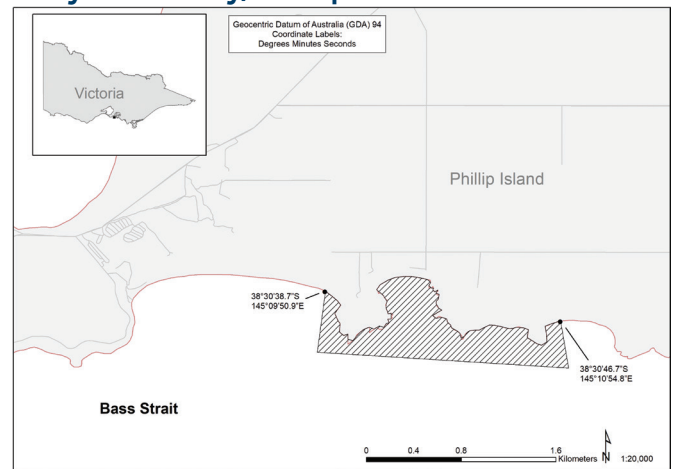 Geocentric Datum of Australia (GDA) 94
Coordinate Labels:
Degrees Minutes Seconds
Victoria
Phillip Island
38°30'38.7"S
145°09'50.9"E
38°30'46.7"S
145°10'54.8"E
Bass Strait
0 0.4 0.8 1.6
Kilometers
N
1:20,000